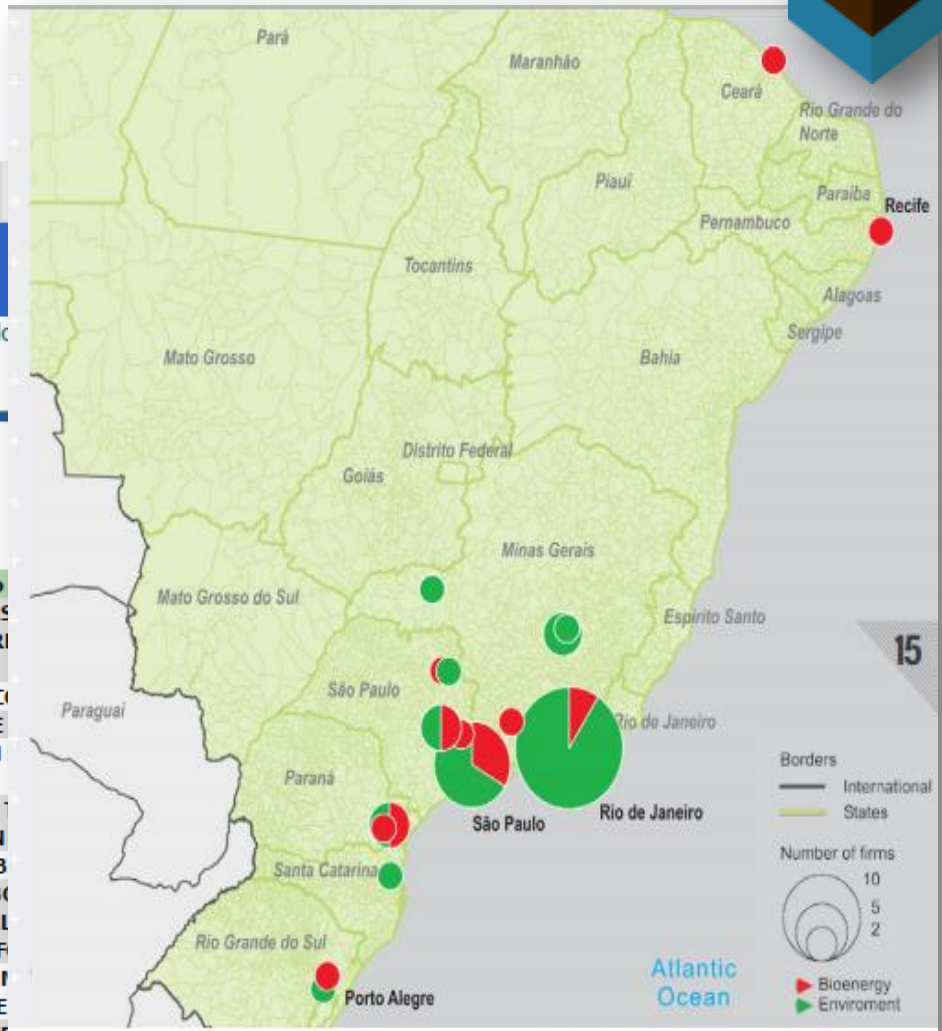 Pará
Maranhão
Ceará
Rio Grande do
Norte
Piauí
Paraíba
Recife
Pernambuco
Tocantins
Alagoas
Sergipe
Mato Grosso
Bahia
Distrito Federal
Goiás
Minas Gerais
Mato Grosso do Sul
Espírito Santo
15
São Paulo
Paraguai
Rio de Janeiro
Borders
International
States
Paraná
Rio de Janeiro
São Paulo
Number of firms
10
5
2
Santa Catarina
Rio Grande do Sul
Atlantic
Ocean
Bioenergy
Enviroment
Porto Alegre